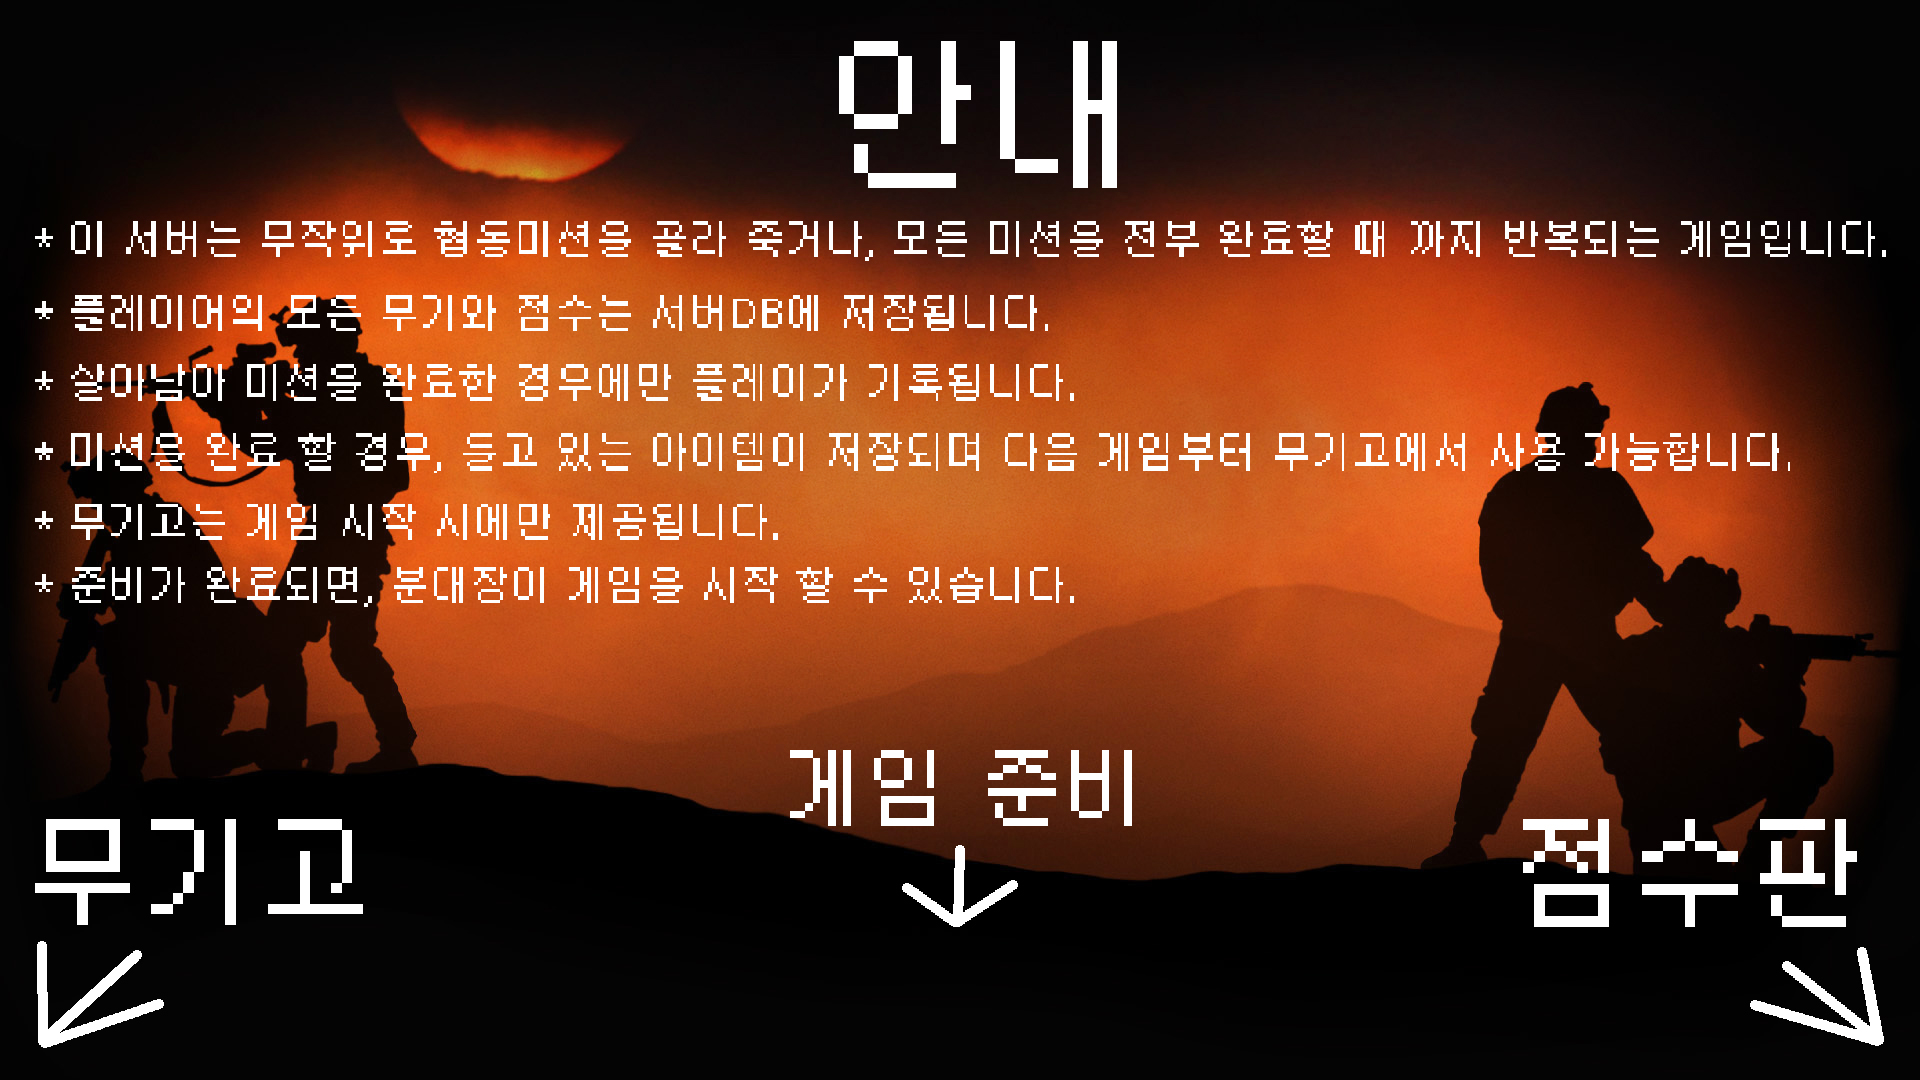 안내
* 이 서버는 무작위로 협동미션을 골라 죽거나, 모든 미션을 전부 완료할 때 까지 반복되는 게임입니다.
* 플레이어의 모든 무기와 점수는 서버DB에 저장됩니다.
* 살아남아 미션을 완료한 경우에만 플레이가 기록됩니다.
* 미션을 완료 할 경우, 들고 있는 아이템이 저장되며 다음 게임부터 무기고에서 사용 가능합니다.
* 무기고는 게임 시작 시에만 제공됩니다.
* 준비가 완료되면, 분대장이 게임을 시작 할 수 있습니다.
게임 준비
무기고
점수판